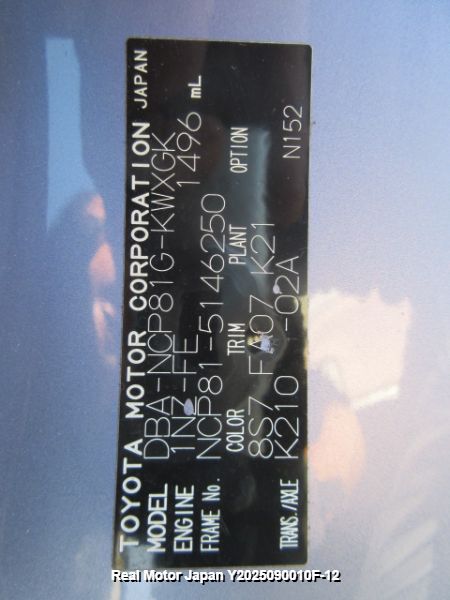 TOYOTA MOTOR CORPORATION JAPAN
MODEL DBA-NCP81G-KWXGK
ENGINE 1NZ-FE 1496 mL
FRAME No. NCP81-5146250
COLOR TRIM PLANT OPTION
8S7 FA07 K21 N152
TRANS./AXLE K210 -02A
Real Motor Japan Y2025090010F-12